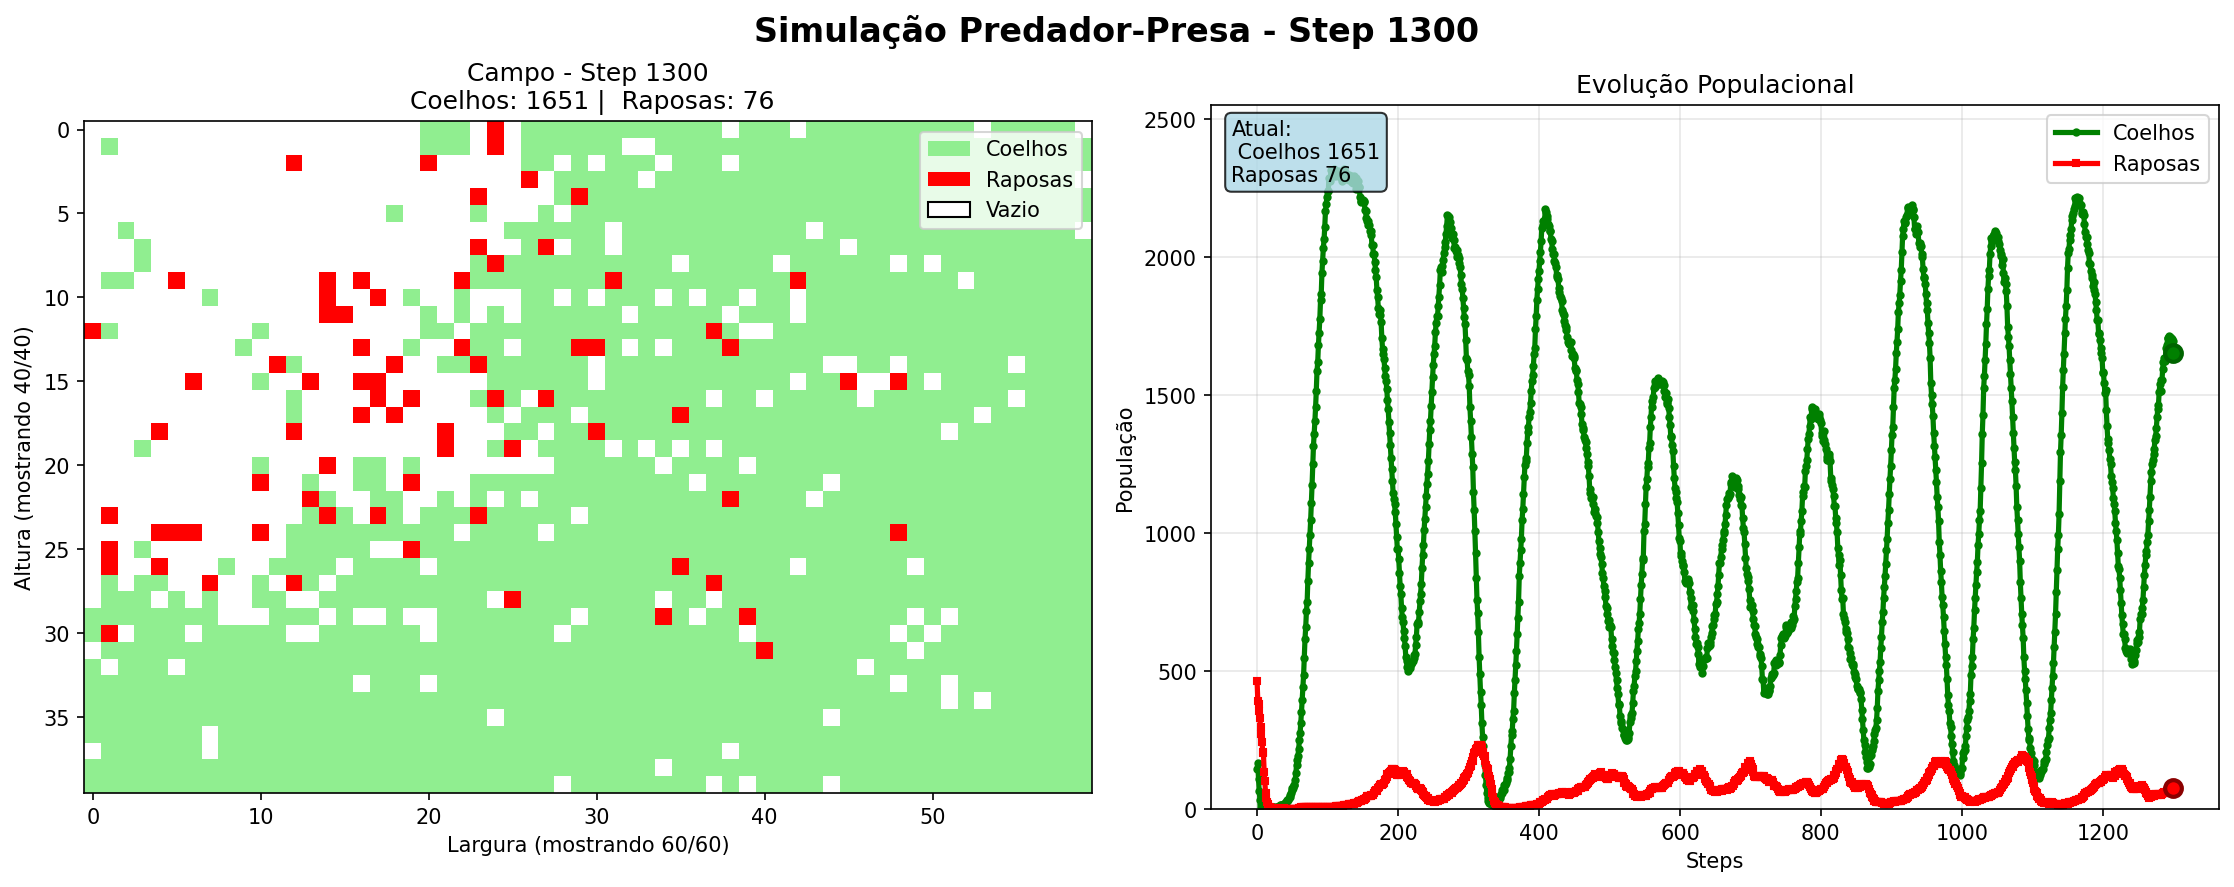 Simulação Predador-Presa - Step 1300
Campo - Step 1300
Coelhos: 1651 |  Raposas: 76
Coelhos
Raposas
Vazio
0
5
10
15
20
25
30
35
Altura (mostrando 40/40)
0
10
20
30
40
50
Largura (mostrando 60/60)
Evolução Populacional
Atual:
Coelhos 1651
Raposas 76
Coelhos
Raposas
2500
2000
1500
1000
500
0
População
0
200
400
600
800
1000
1200
Steps